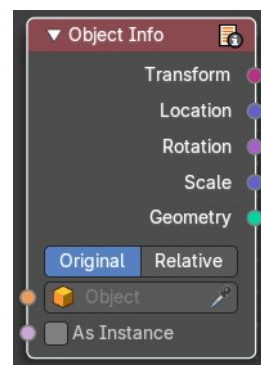 Object Info
Transform
Location
Rotation
Scale
Geometry
Original Relative
Object
As Instance